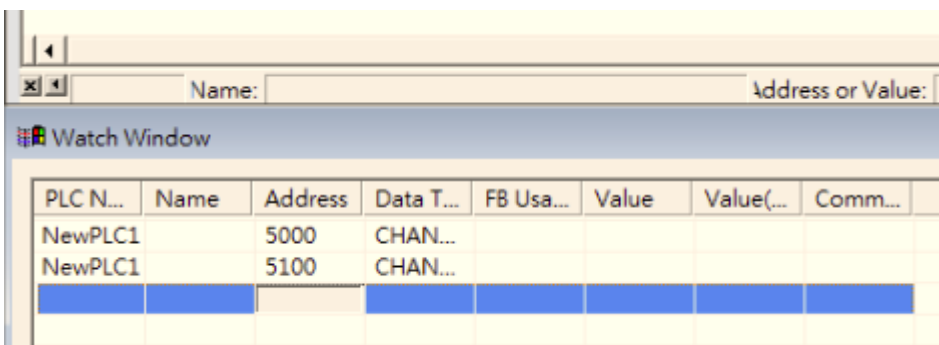 Name: Address or Value:
Watch Window
PLC N... Name Address Data T... FB Usa... Value Value(... Comm...
NewPLC1 5000 CHAN...
NewPLC1 5100 CHAN...